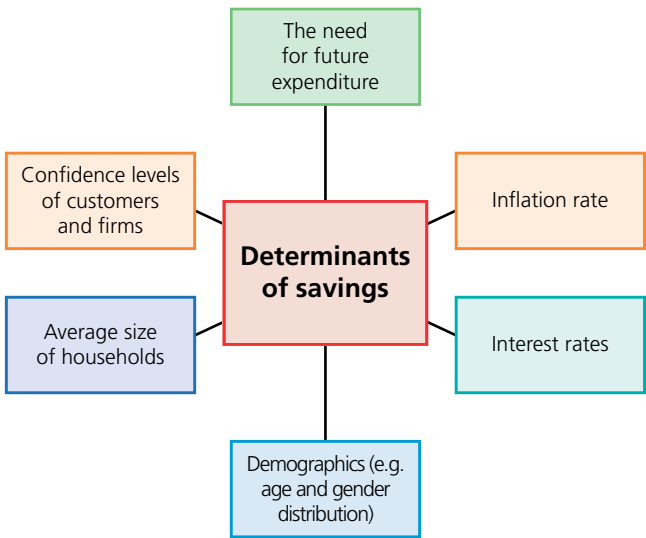 The need
for future
expenditure
Confidence levels
of customers
and firms
Inflation rate
Determinants
of savings
Average size
of households
Interest rates
Demographics (e.g.
age and gender
distribution)